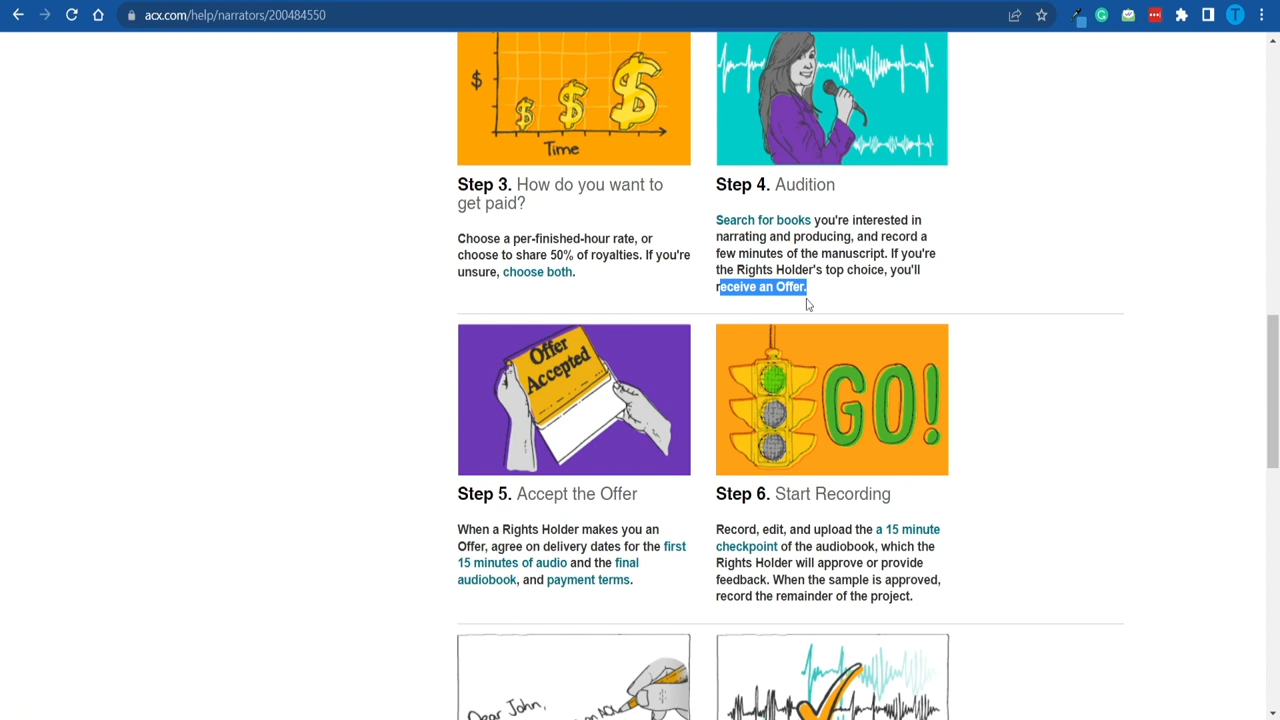 acx.com/help/narrators/200484550
T
$
$ $ $
Time
Step 3. How do you want to
get paid?
Choose a per-finished-hour rate, or
choose to share 50% of royalties. If you're
unsure, choose both.
Step 4. Audition
Search for books you're interested in
narrating and producing, and record a
few minutes of the manuscript. If you're
the Rights Holder's top choice, you'll
receive an Offer.
Offer
Accepted
Step 5. Accept the Offer
When a Rights Holder makes you an
Offer, agree on delivery dates for the first
15 minutes of audio and the final
audiobook, and payment terms.
GO!
Step 6. Start Recording
Record, edit, and upload the a 15 minute
checkpoint of the audiobook, which the
Rights Holder will approve or provide
feedback. When the sample is approved,
record the remainder of the project.
Dear John,